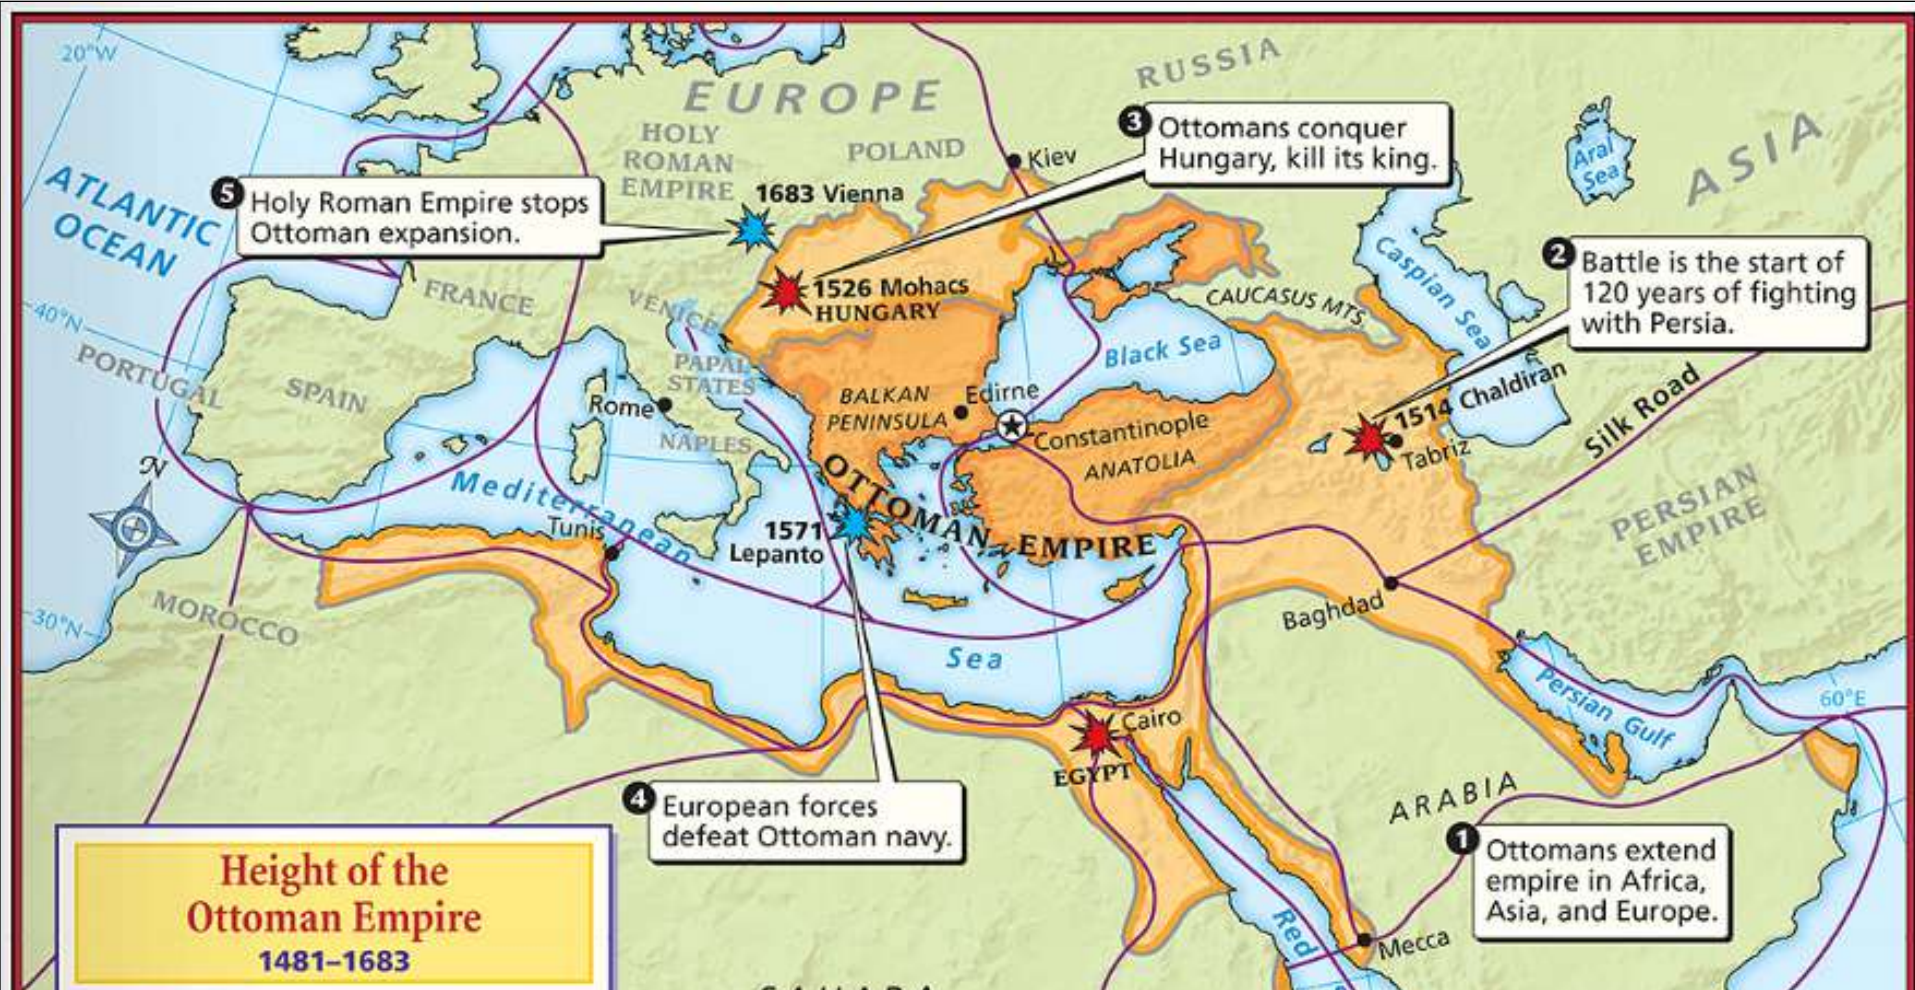 20°W
RUSSIA
EUROPE
ASIA
HOLY
ROMAN
EMPIRE
POLAND
Kiev
3
Ottomans conquer
Hungary, kill its king.
Aral
Sea
ATLANTIC
OCEAN
5
Holy Roman Empire stops
Ottoman expansion.
1683 Vienna
2
Battle is the start of
120 years of fighting
with Persia.
Caspian Sea
FRANCE
VENICE
1526 Mohacs
HUNGARY
CAUCASUS MTS.
40°N
PORTUGAL
SPAIN
PAPAL
STATES
Black Sea
BALKAN
PENINSULA
Edirne
Rome
NAPLES
Constantinople
ANATOLIA
1514 Chaldiran
Tabriz
Silk Road
N
Mediterranean
Sea
Tunis
OTTOMAN EMPIRE
1571
Lepanto
PERSIAN
EMPIRE
MOROCCO
30°N
Baghdad
Persian Gulf
60°E
Cairo
EGYPT
4
European forces
defeat Ottoman navy.
ARABIA
1
Ottomans extend
empire in Africa,
Asia, and Europe.
Height of the
Ottoman Empire
1481–1683
Red
Mecca